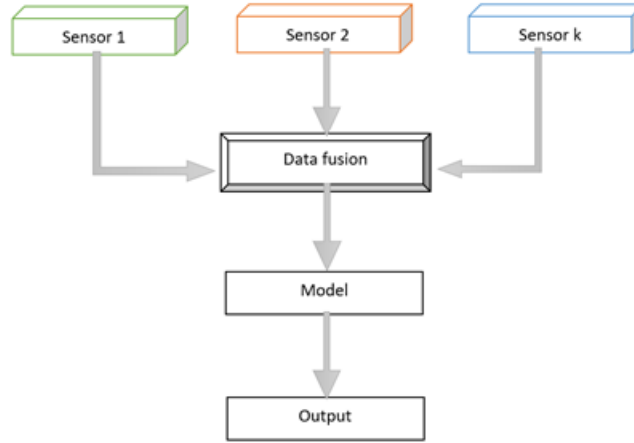 Sensor 1
Sensor 2
Sensor k
Data fusion
Model
Output